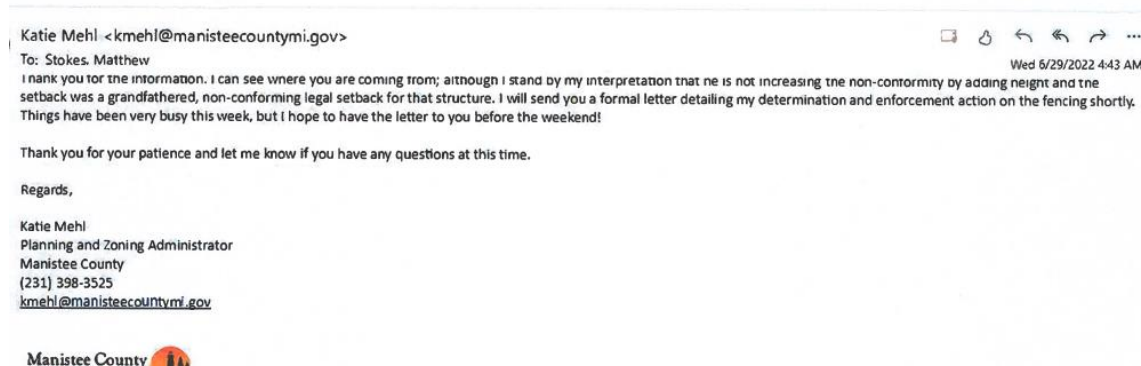 Katie Mehl <kmehl@manisteecountymi.gov>
To: Stokes, Matthew
Wed 6/29/2022 4:43 AM
Thank you for the information. I can see where you are coming from; although I stand by my interpretation that he is not increasing the non-conformity by adding height and the
setback was a grandfathered, non-conforming legal setback for that structure. I will send you a formal letter detailing my determination and enforcement action on the fencing shortly.
Things have been very busy this week, but I hope to have the letter to you before the weekend!
Thank you for your patience and let me know if you have any questions at this time.
Regards,
Katie Mehl
Planning and Zoning Administrator
Manistee County
(231) 398-3525
kmehl@manisteecountymi.gov
Manistee County